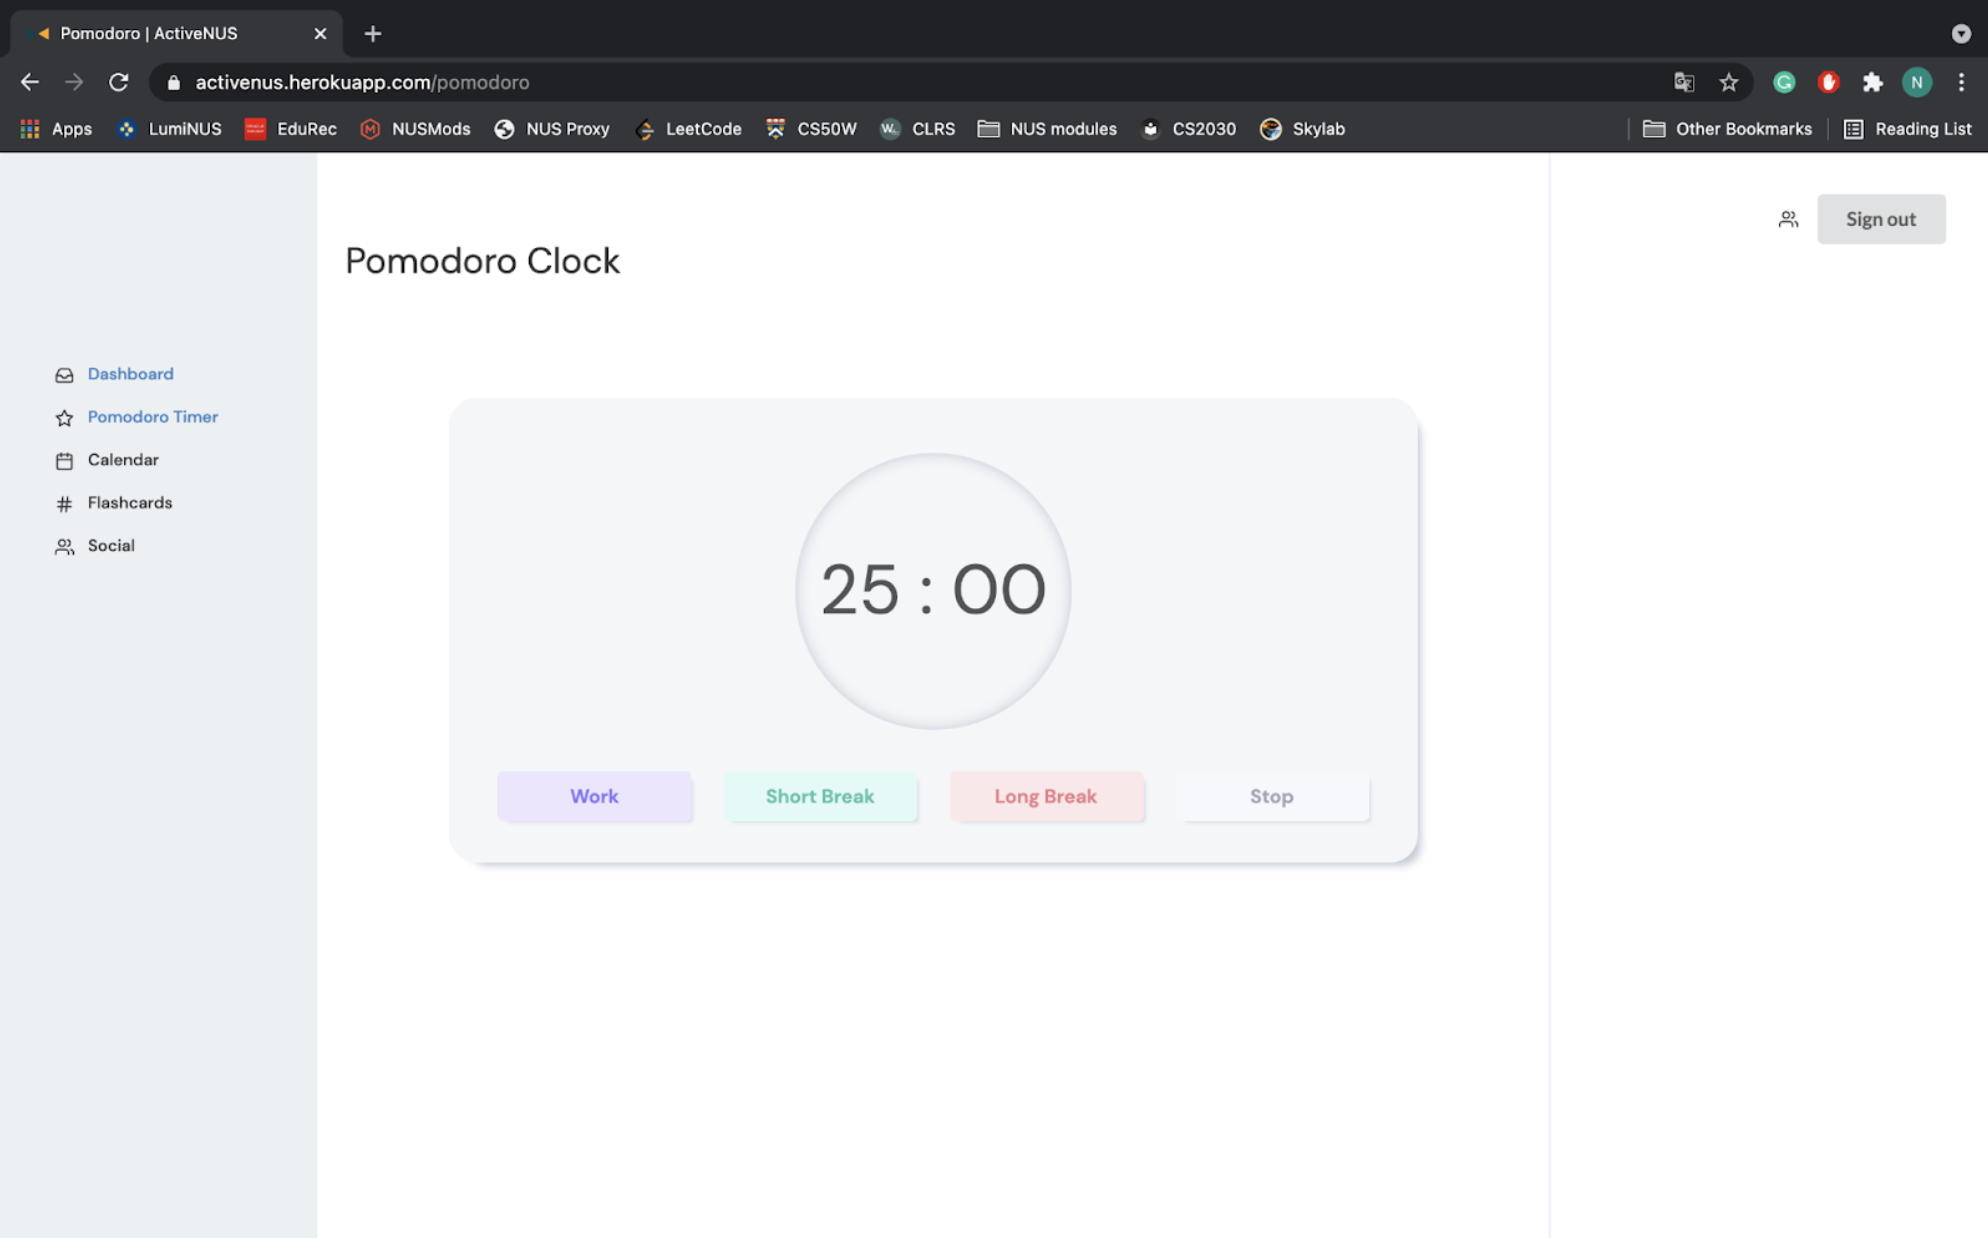 Pomodoro | ActiveNUS
activenus.herokuapp.com/pomodoro
N
Apps LumiNUS EduRec NUSMods NUS Proxy LeetCode CS50W CLRS NUS modules CS2030 Skylab Other Bookmarks Reading List
Sign out
Pomodoro Clock
Dashboard
Pomodoro Timer
Calendar
Flashcards
Social
25 : 00
Work Short Break Long Break Stop